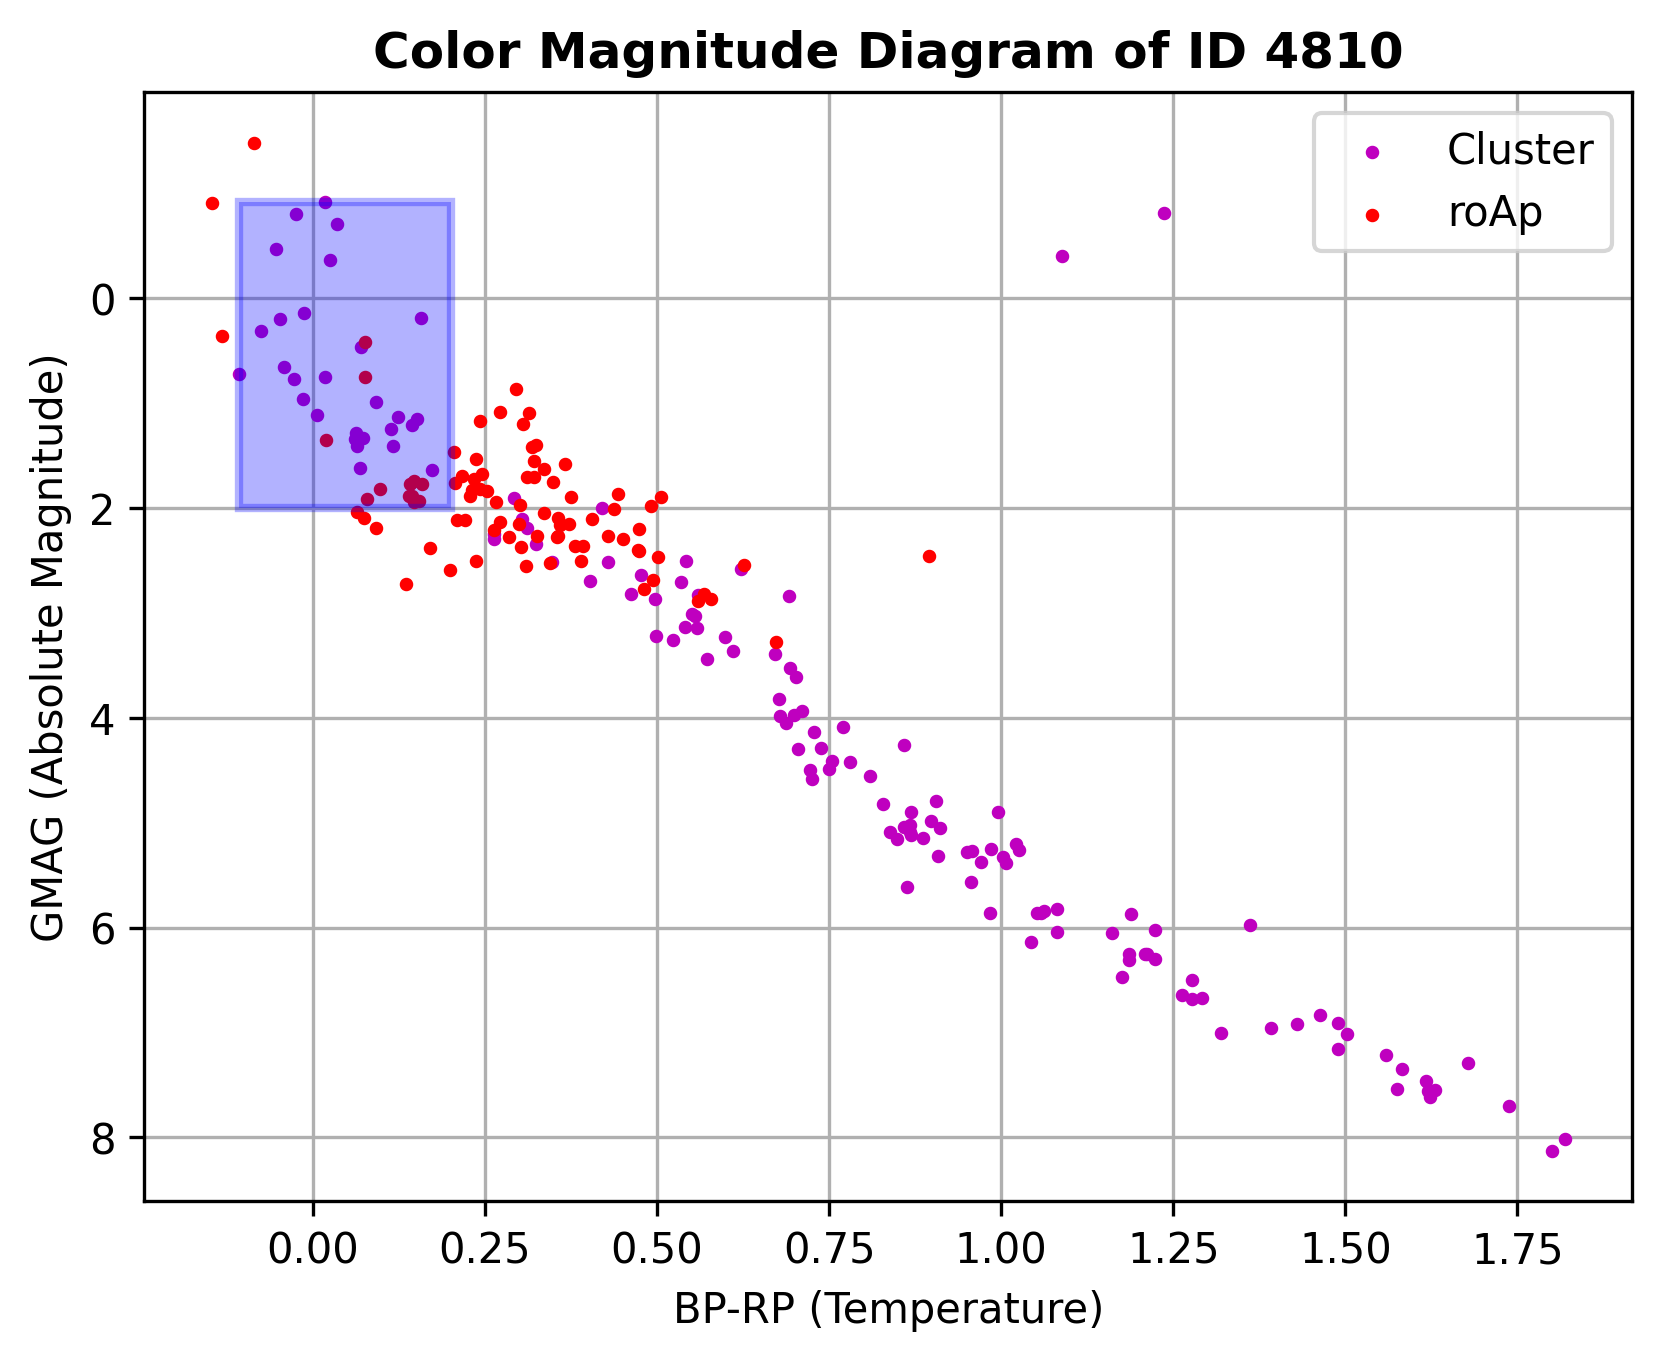 Color Magnitude Diagram of ID 4810
Cluster
roAp
GMAG (Absolute Magnitude)
0
2
4
6
8
0.00 0.25 0.50 0.75 1.00 1.25 1.50 1.75
BP-RP (Temperature)